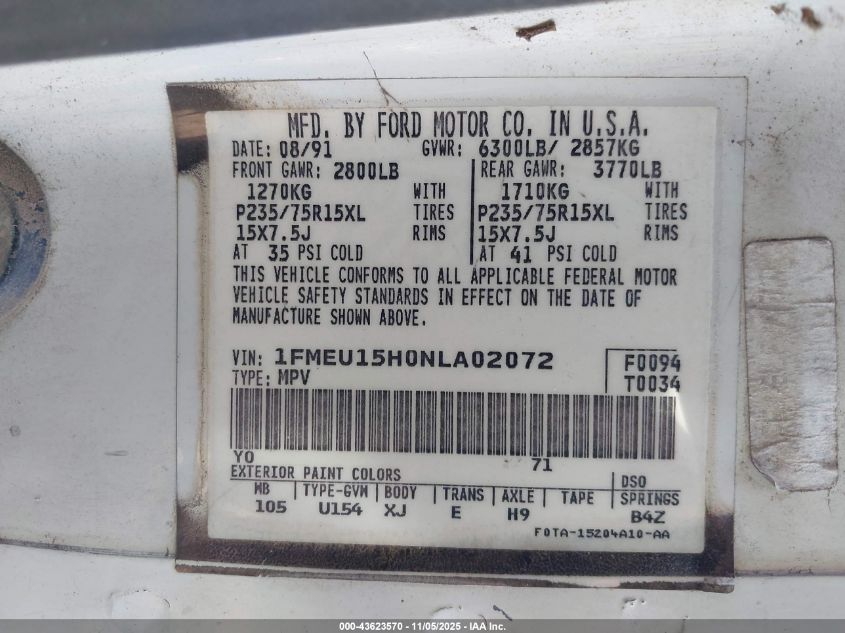 MFD. BY FORD MOTOR CO. IN U.S.A.
DATE: 08/91 GVWR: 6300LB/ 2857KG
FRONT GAWR: 2800LB REAR GAWR: 3770LB
1270KG WITH 1710KG WITH
P235/75R15XL TIRES P235/75R15XL TIRES
15X7.5J RIMS 15X7.5J RIMS
AT 35 PSI COLD AT 41 PSI COLD
THIS VEHICLE CONFORMS TO ALL APPLICABLE FEDERAL MOTOR
VEHICLE SAFETY STANDARDS IN EFFECT ON THE DATE OF
MANUFACTURE SHOWN ABOVE.
VIN: 1FMEU15H0NLA02072 F0094
TYPE: MPV T0034
YO 71
EXTERIOR PAINT COLORS DSO
WB TYPE-GVW BODY TRANS AXLE TAPE SPRINGS
105 U154 XJ E H9 B4Z
F0TA-15204A10-AA
000-43623570 - 11/05/2025 - IAA Inc.